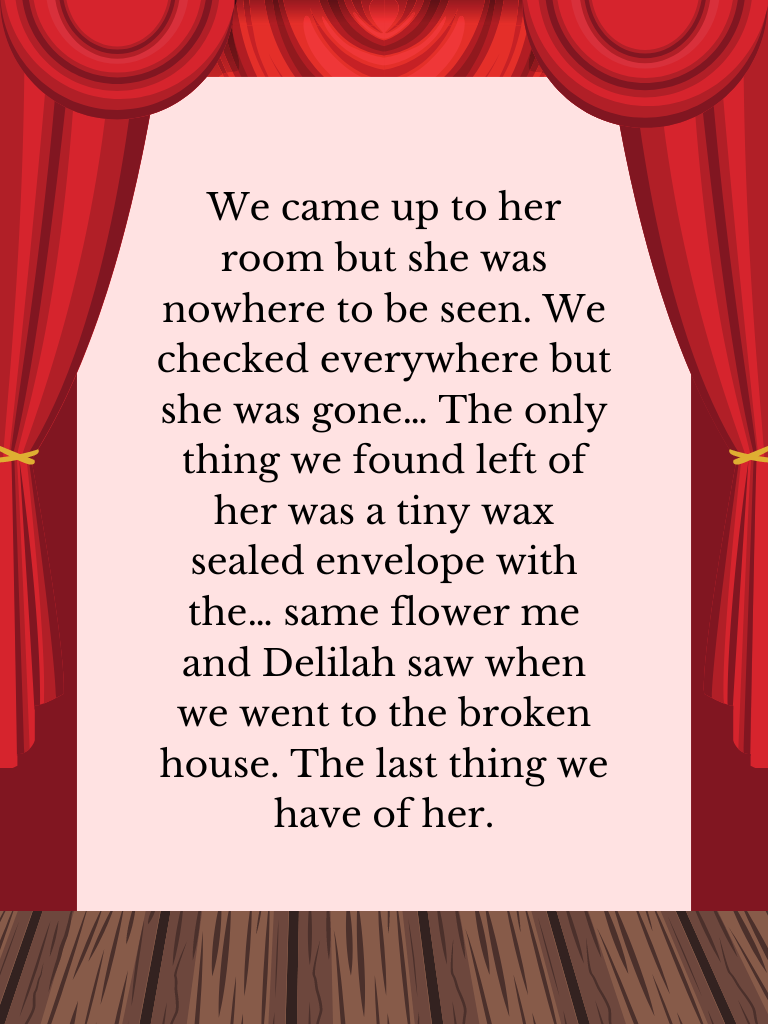 We came up to her
room but she was
nowhere to be seen. We
checked everywhere but
she was gone... The only
thing we found left of
her was a tiny wax
sealed envelope with
the... same flower me
and Delilah saw when
we went to the broken
house. The last thing we
have of her.